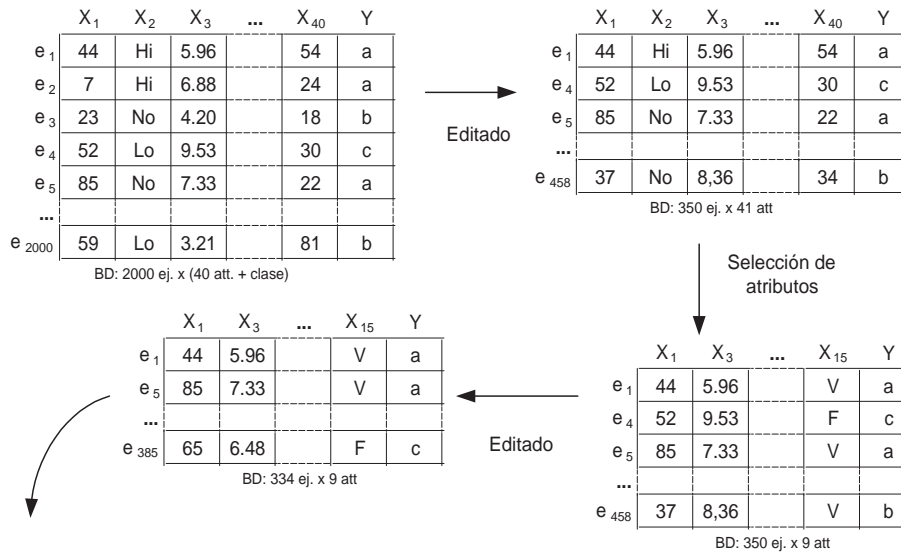 X1 X2 X3 ... X40 Y
e1 44 Hi 5.96 54 a
e2 7 Hi 6.88 24 a
e3 23 No 4.20 18 b
e4 52 Lo 9.53 30 c
e5 85 No 7.33 22 a
...
e2000 59 Lo 3.21 81 b
BD: 2000 ej. x (40 att. + clase)
Editado
X1 X2 X3 ... X40 Y
e1 44 Hi 5.96 54 a
e4 52 Lo 9.53 30 c
e5 85 No 7.33 22 a
...
e458 37 No 8,36 34 b
BD: 350 ej. x 41 att
Selección de
atributos
X1 X3 ... X15 Y
e1 44 5.96 V a
e4 52 9.53 F c
e5 85 7.33 V a
...
e458 37 8,36 V b
BD: 350 ej. x 9 att
Editado
X1 X3 ... X15 Y
e1 44 5.96 V a
e5 85 7.33 V a
...
e385 65 6.48 F c
BD: 334 ej. x 9 att